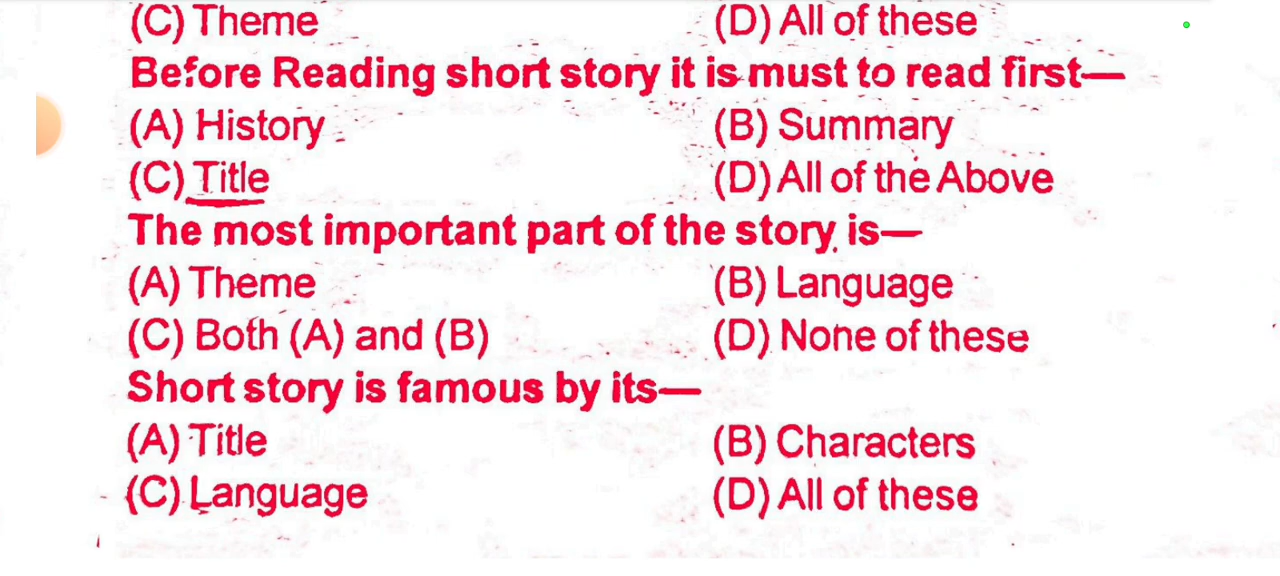 (C) Theme (D) All of these
Before Reading short story it is must to read first—
(A) History (B) Summary
(C) Title (D) All of the Above
The most important part of the story is—
(A) Theme (B) Language
(C) Both (A) and (B) (D) None of these
Short story is famous by its—
(A) Title (B) Characters
(C) Language (D) All of these